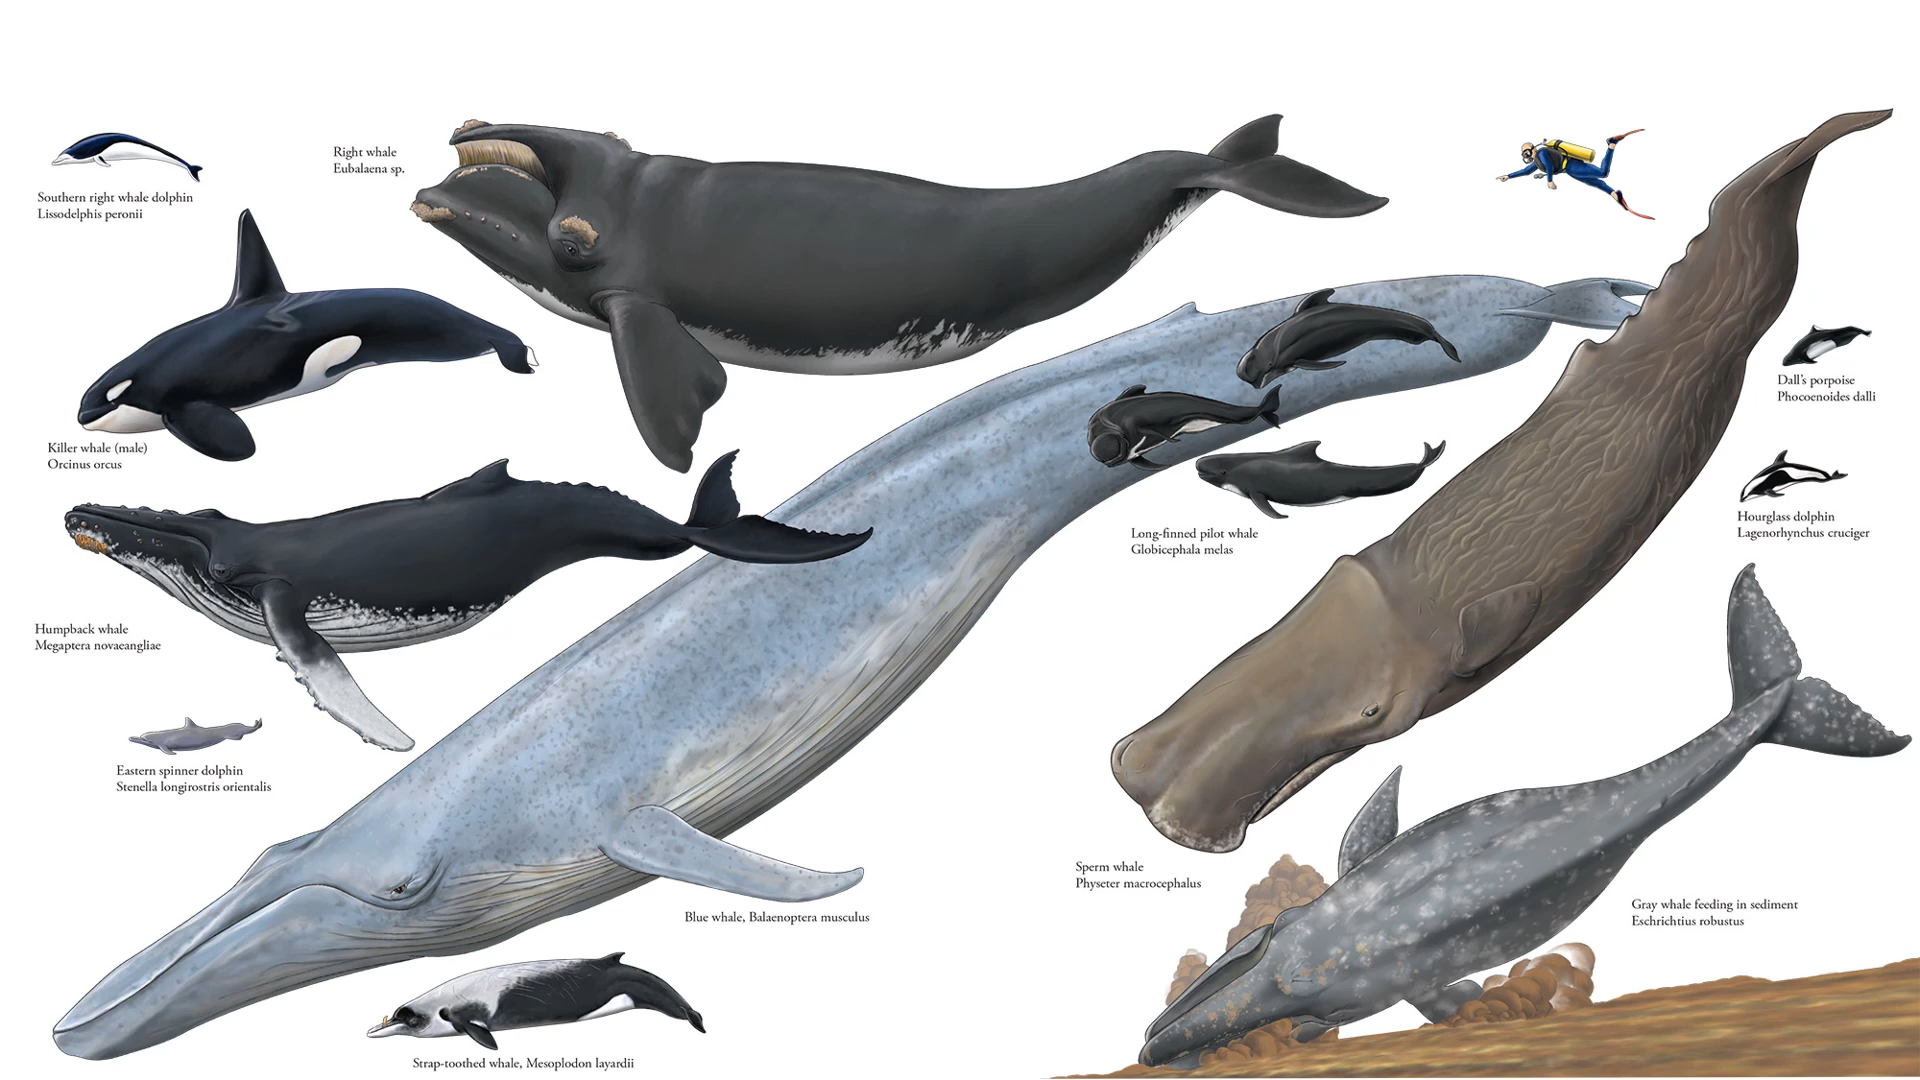 Southern right whale dolphin
Lissodelphis peronii
Right whale
Eubalaena sp.
Killer whale (male)
Orcinus orcus
Humpback whale
Megaptera novaeangliae
Eastern spinner dolphin
Stenella longirostris orientalis
Blue whale, Balaenoptera musculus
Strap-toothed whale, Mesoplodon layardii
Long-finned pilot whale
Globicephala melas
Dall's porpoise
Phocoenoides dalli
Hourglass dolphin
Lagenorhynchus cruciger
Sperm whale
Physeter macrocephalus
Gray whale feeding in sediment
Eschrichtius robustus